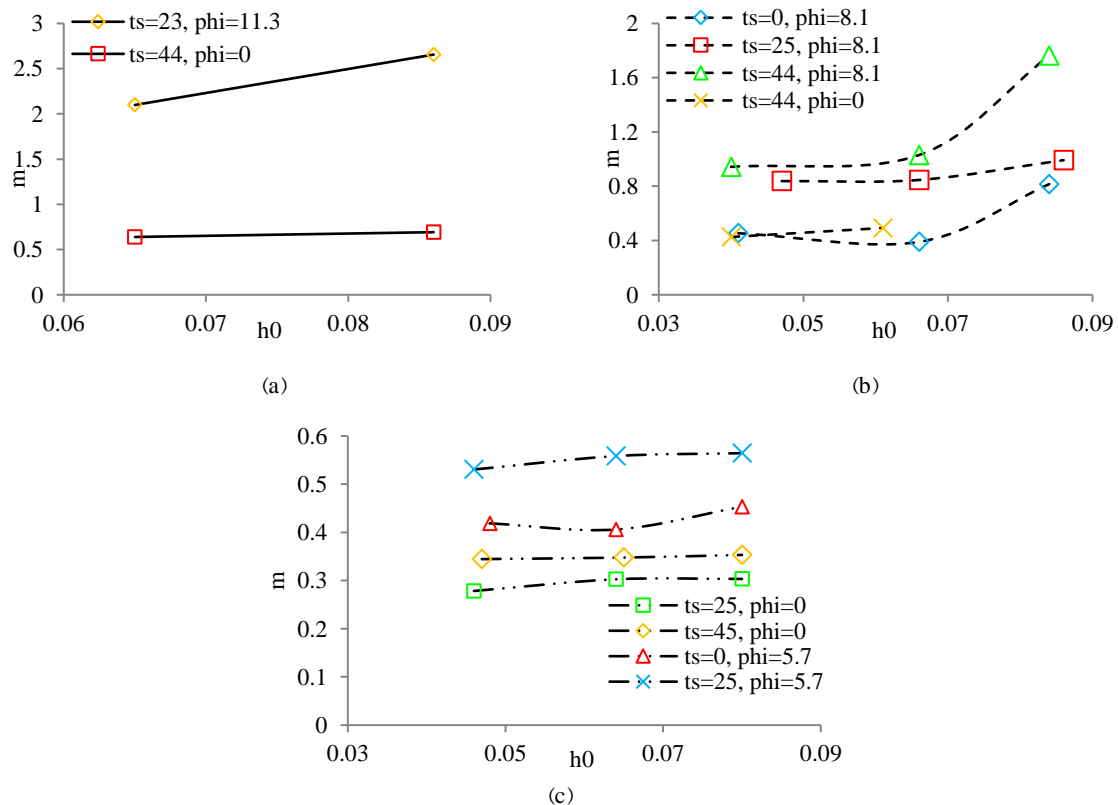 3
2.5
2
1.5
1
0.5
0
m
0.06
0.07
0.08
0.09
h0
ts=23, phi=11.3
ts=44, phi=0
(a)
2
1.6
1.2
0.8
0.4
0
m
0.03
0.05
0.07
0.09
h0
ts=0, phi=8.1
ts=25, phi=8.1
ts=44, phi=8.1
ts=44, phi=0
(b)
0.6
0.5
0.4
0.3
0.2
0.1
0
m
0.03
0.05
0.07
0.09
h0
ts=25, phi=0
ts=45, phi=0
ts=0, phi=5.7
ts=25, phi=5.7
(c)